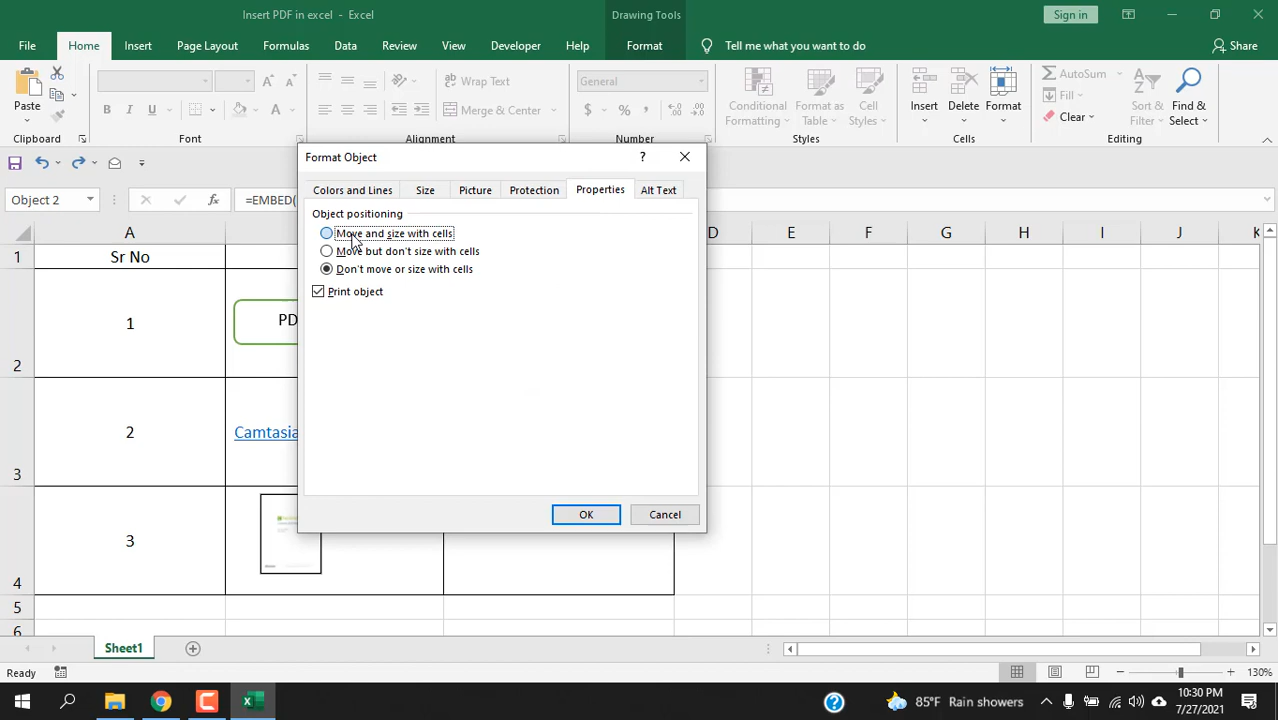 Insert PDF in excel - Excel
Drawing Tools
Sign in
File Home Insert Page Layout Formulas Data Review View Developer Help Format Tell me what you want to do Share
Paste
B I U
Wrap Text
Merge & Center
General
$ % ,
Conditional Formatting
Format as Table
Cell Styles
Insert Delete Format
AutoSum
Fill
Clear
Sort & Filter
Find & Select
Clipboard Font Alignment Number Styles Cells Editing
Object 2 =EMBED(
Format Object ?
Colors and Lines Size Picture Protection Properties Alt Text
Object positioning
Move and size with cells
Move but don't size with cells
Don't move or size with cells
Print object
OK Cancel
A D E F G H I J K
1 Sr No
2 1 PD
3 2 Camtasia
4 3
5
6
Sheet1
Ready 130%
85°F Rain showers
10:30 PM
7/27/2021